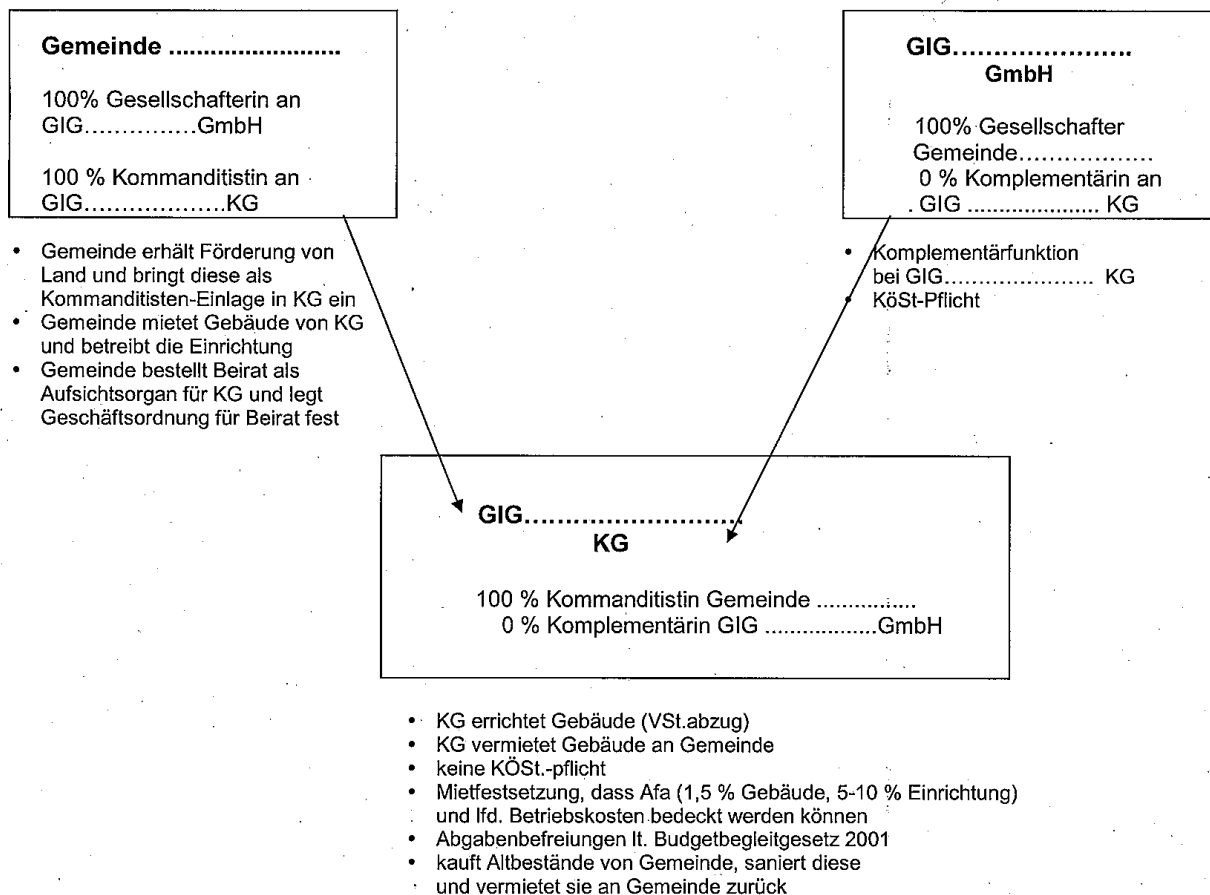 Gemeinde ........................
100% Gesellschafterin an
GIG...............GmbH
100 % Kommanditistin an
GIG...................KG
• Gemeinde erhält Förderung von
Land und bringt diese als
Kommanditisten-Einlage in KG ein
• Gemeinde mietet Gebäude von KG
und betreibt die Einrichtung
• Gemeinde bestellt Beirat als
Aufsichtsorgan für KG und legt
Geschäftsordnung für Beirat fest
GIG.........................
GmbH
100% Gesellschafter
Gemeinde...................
0 % Komplementärin an
. GIG ...................... KG
• Komplementärfunktion
bei GIG...................... KG
• KöSt-Pflicht
GIG...........................
KG
100 % Kommanditistin Gemeinde ................
0 % Komplementärin GIG ...................GmbH
• KG errichtet Gebäude (VSt.abzug)
• KG vermietet Gebäude an Gemeinde
• keine KÖSt.-pflicht
• Mietfestsetzung, dass Afa (1,5 % Gebäude, 5-10 % Einrichtung)
und lfd. Betriebskosten bedeckt werden können
• Abgabenbefreiungen lt. Budgetbegleitgesetz 2001
• kauft Altbestände von Gemeinde, saniert diese
und vermietet sie an Gemeinde zurück